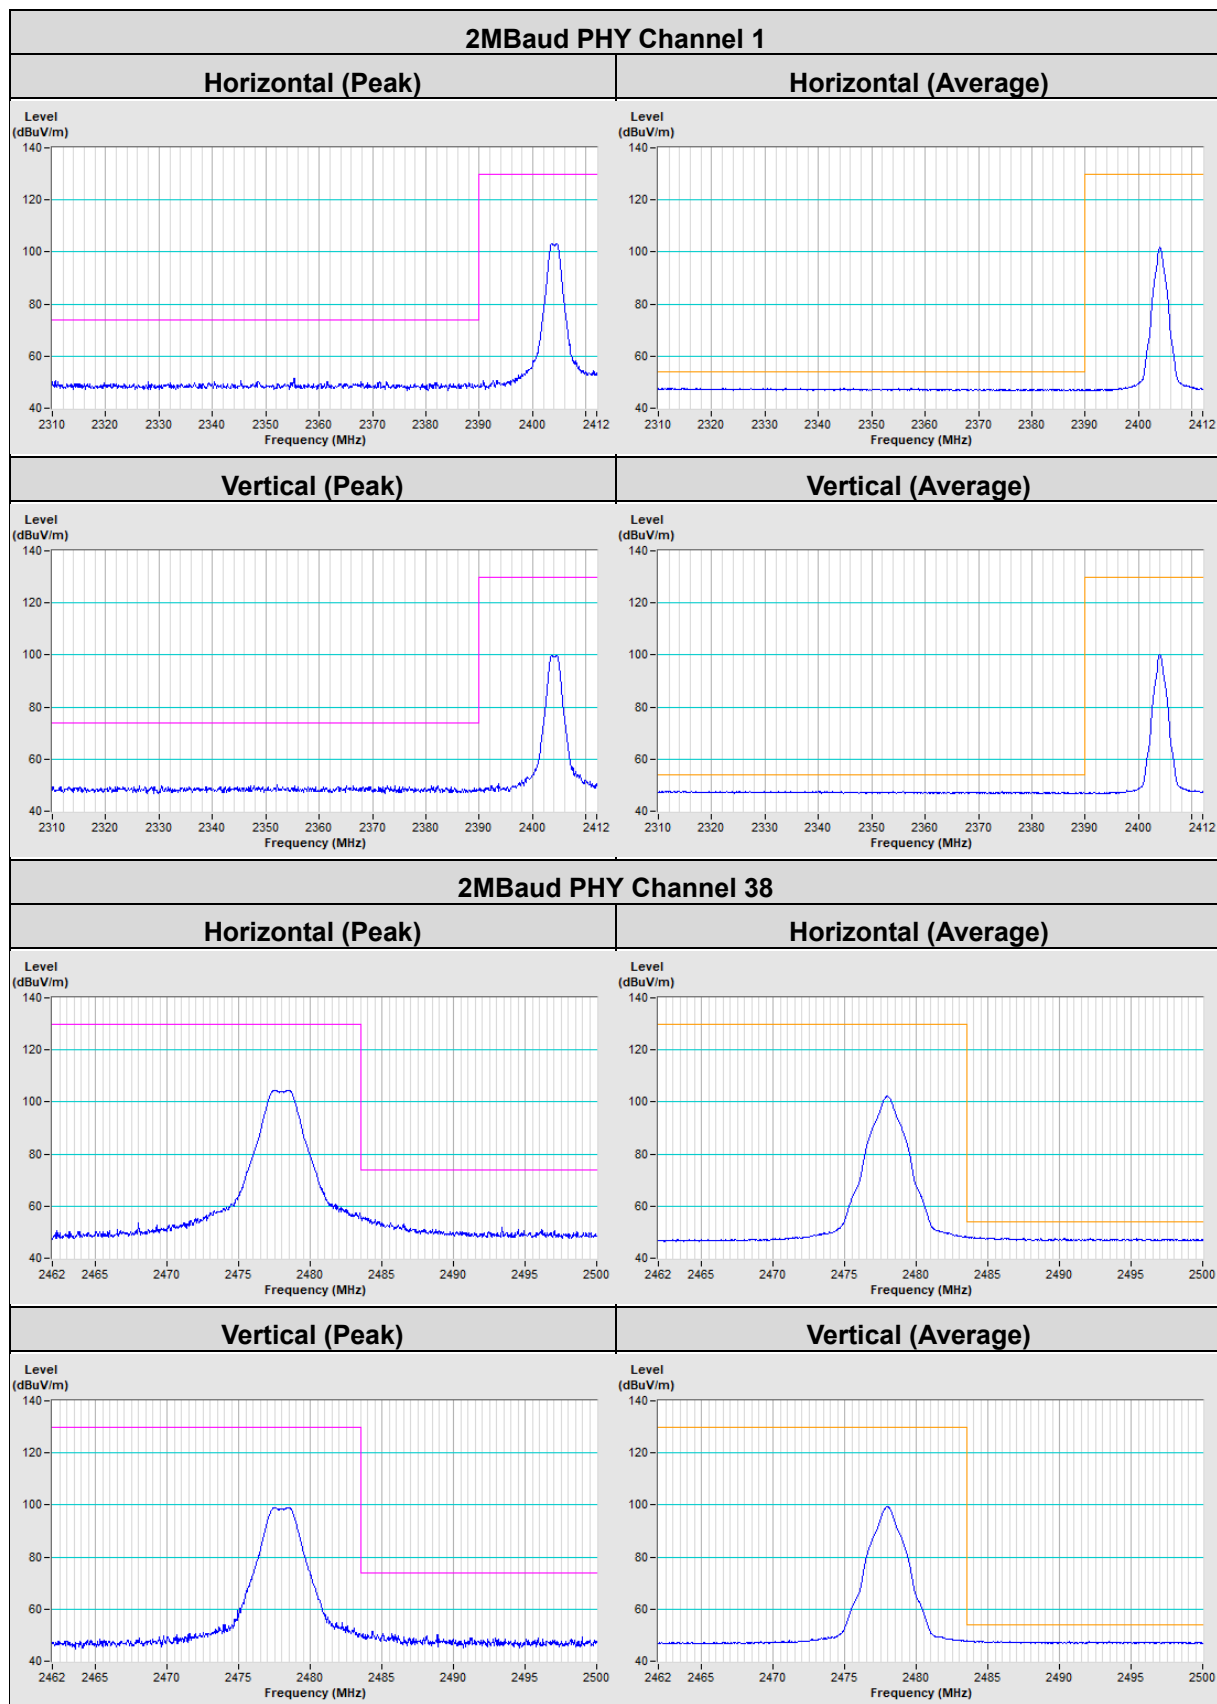 2MBaud PHY Channel 1
Horizontal (Peak) Horizontal (Average)
Level Level
(dBuV/m) (dBuV/m)
140 140
120 120
100 100
80 80
60 60
40 40
2310 2320 2330 2340 2350 2360 2370 2380 2390 2400 2412 2310 2320 2330 2340 2350 2360 2370 2380 2390 2400 2412
Frequency (MHz) Frequency (MHz)
Vertical (Peak) Vertical (Average)
Level Level
(dBuV/m) (dBuV/m)
140 140
120 120
100 100
80 80
60 60
40 40
2310 2320 2330 2340 2350 2360 2370 2380 2390 2400 2412 2310 2320 2330 2340 2350 2360 2370 2380 2390 2400 2412
Frequency (MHz) Frequency (MHz)
2MBaud PHY Channel 38
Horizontal (Peak) Horizontal (Average)
Level Level
(dBuV/m) (dBuV/m)
140 140
120 120
100 100
80 80
60 60
40 40
2462 2465 2470 2475 2480 2485 2490 2495 2500 2462 2465 2470 2475 2480 2485 2490 2495 2500
Frequency (MHz) Frequency (MHz)
Vertical (Peak) Vertical (Average)
Level Level
(dBuV/m) (dBuV/m)
140 140
120 120
100 100
80 80
60 60
40 40
2462 2465 2470 2475 2480 2485 2490 2495 2500 2462 2465 2470 2475 2480 2485 2490 2495 2500
Frequency (MHz) Frequency (MHz)